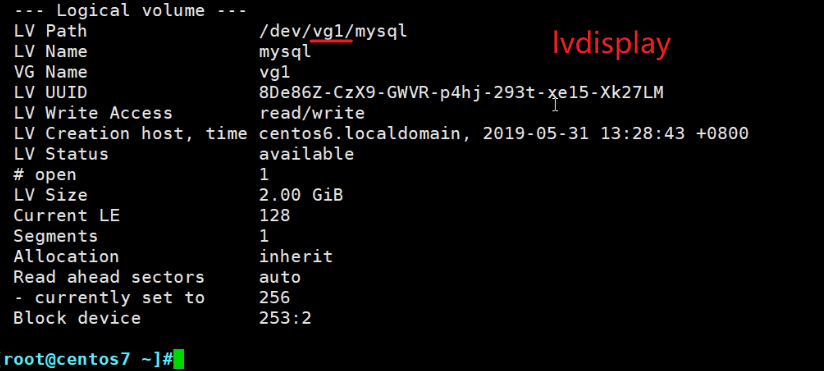 --- Logical volume ---
LV Path                /dev/vg1/mysql
lvdisplay
LV Name                mysql
VG Name                vg1
LV UUID                8De86Z-CzX9-GWVR-p4hj-293t-xe15-Xk27LM
LV Write Access        read/write
LV Creation host, time centos6.localdomain, 2019-05-31 13:28:43 +0800
LV Status              available
# open                 1
LV Size                2.00 GiB
Current LE             128
Segments               1
Allocation             inherit
Read ahead sectors     auto
- currently set to     256
Block device           253:2
root@centos7 ~]#